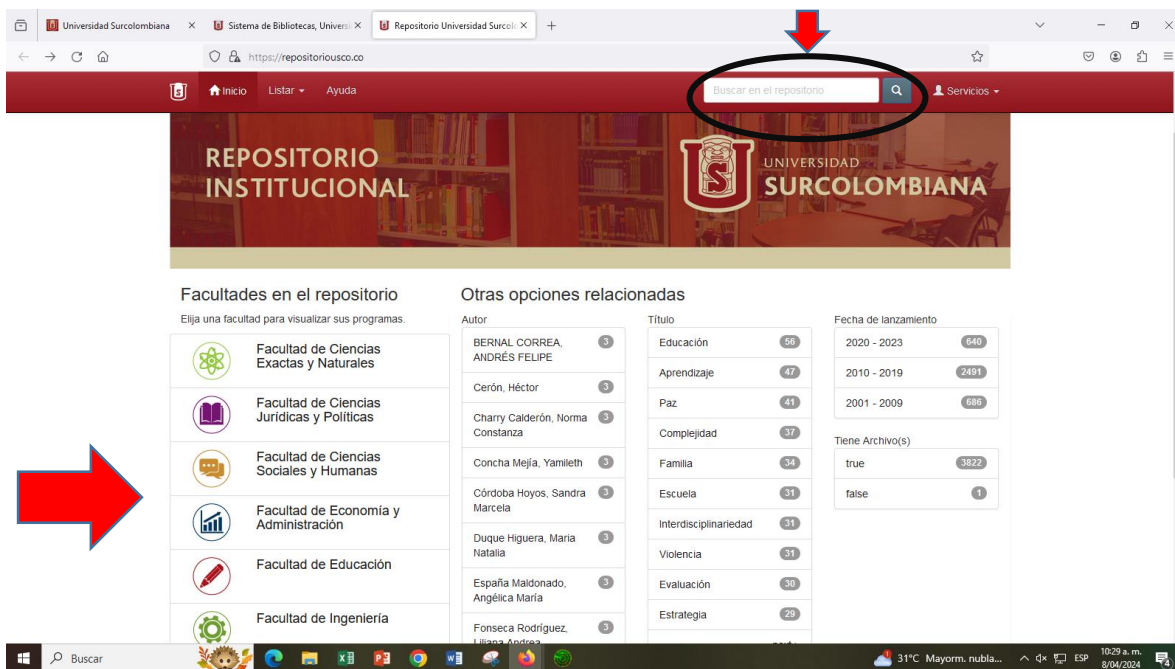 Universidad Surcolombiana
Sistema de Bibliotecas, Universi
Repositorio Universidad Surcolo
https://repositoriousco.co
Inicio
Listar
Ayuda
Buscar en el repositorio
Servicios
REPOSITORIO
INSTITUCIONAL
UNIVERSIDAD
SURCOLOMBIANA
Facultades en el repositorio
Elija una facultad para visualizar sus programas.
Facultad de Ciencias
Exactas y Naturales
Facultad de Ciencias
Jurídicas y Políticas
Facultad de Ciencias
Sociales y Humanas
Facultad de Economía y
Administración
Facultad de Educación
Facultad de Ingeniería
Otras opciones relacionadas
Autor
BERNAL CORREA, 3
ANDRÉS FELIPE
Cerón, Héctor 3
Charry Calderón, Norma 3
Constanza
Concha Mejía, Yamileth 3
Córdoba Hoyos, Sandra 3
Marcela
Duque Higuera, Maria 3
Natalia
España Maldonado, 3
Angélica María
Fonseca Rodríguez, 3
Liliana Andrea
Título
Educación 56
Aprendizaje 47
Paz 41
Complejidad 37
Familia 34
Escuela 31
Interdisciplinariedad 31
Violencia 31
Evaluación 30
Estrategia 29
Fecha de lanzamiento
2020 - 2023 640
2010 - 2019 2491
2001 - 2009 686
Tiene Archivo(s)
true 3822
false 1
Buscar
31°C Mayorm. nubla...
ESP
10:29 a. m.
8/04/2024